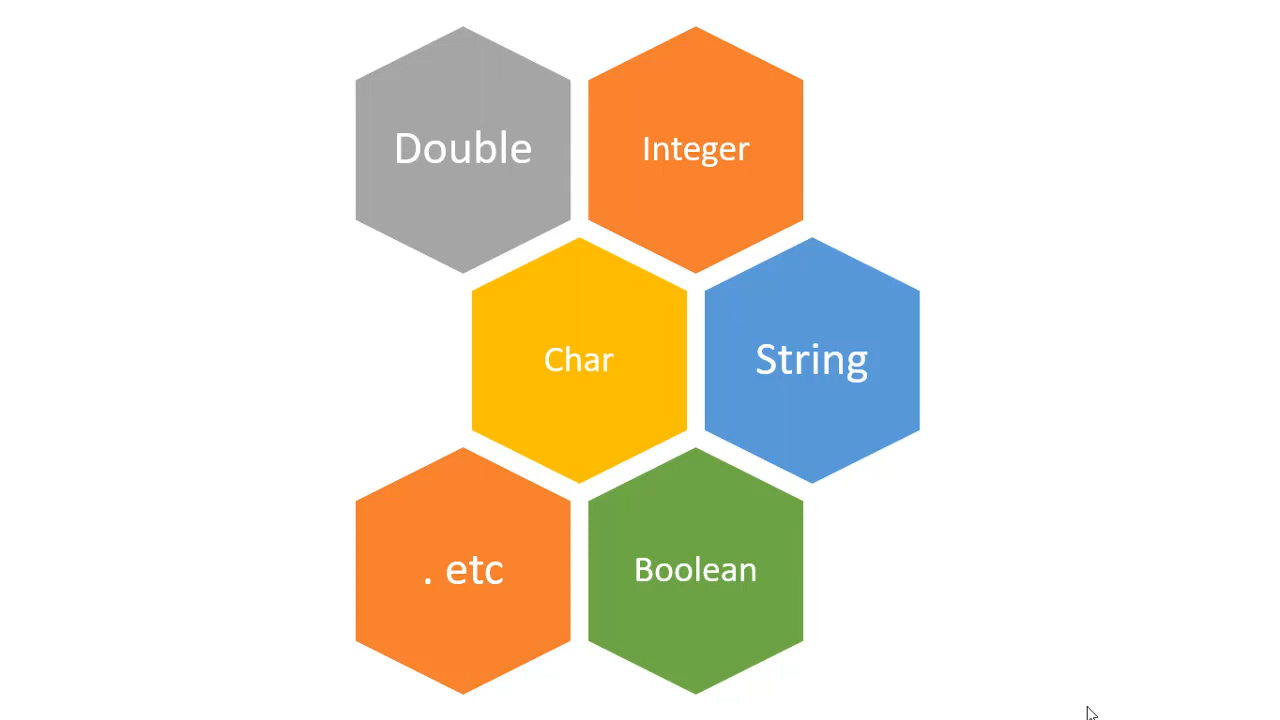 Double
Integer
Char
String
. etc
Boolean